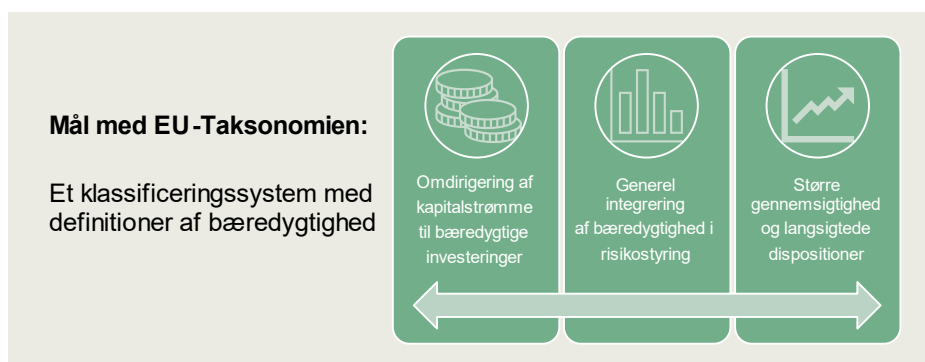 Mål med EU-Taksonomien:
Et klassificeringssystem med
definitioner af bæredygtighed
Omdirigering af
kapitalstrømme
til bæredygtige
investeringer
Generel
integrering
af bæredygtighed i
risikostyring
Større
gennemsigtighed
og langsigtede
dispositioner